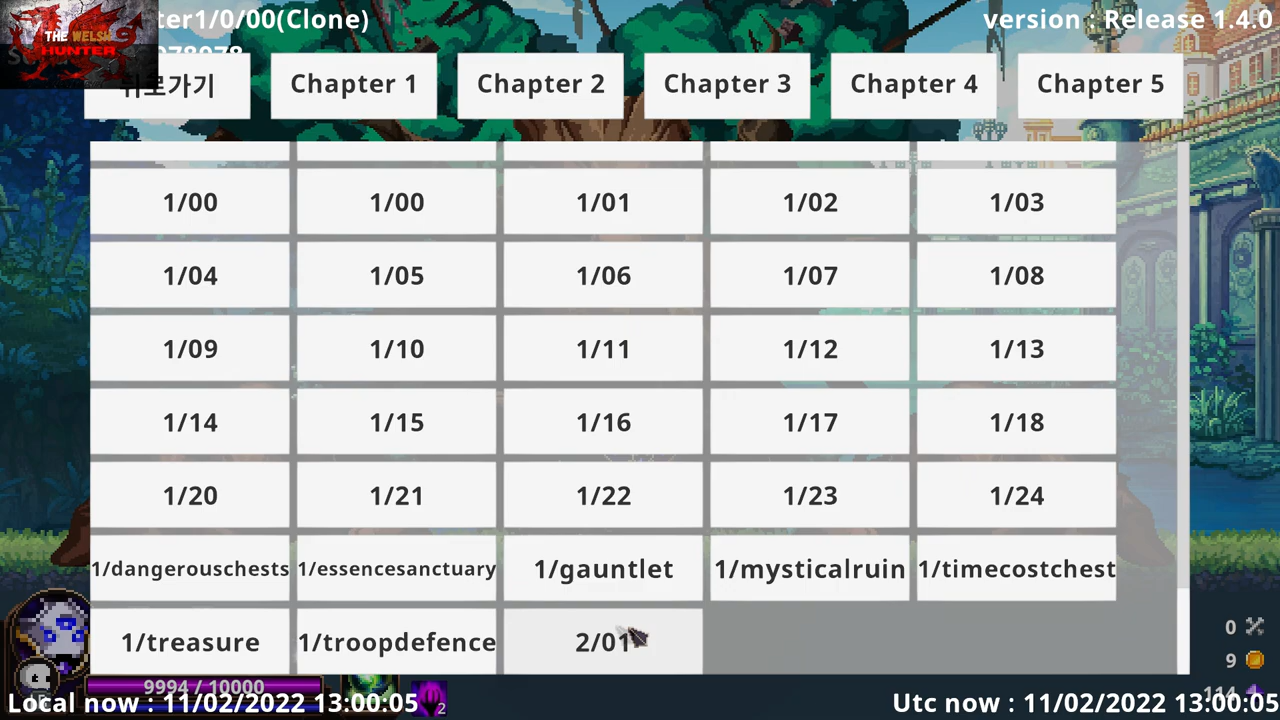 ter1/0/00(Clone)
version : Release 1.4.0
THE WELSH
HUNTER
078078
뒤로가기
Chapter 1
Chapter 2
Chapter 3
Chapter 4
Chapter 5
1/00
1/00
1/01
1/02
1/03
1/04
1/05
1/06
1/07
1/08
1/09
1/10
1/11
1/12
1/13
1/14
1/15
1/16
1/17
1/18
1/20
1/21
1/22
1/23
1/24
1/dangerouschests
1/essencesanctuary
1/gauntlet
1/mysticalruin
1/timecostchest
1/treasure
1/troopdefence
2/01
0
9
114
9994 / 10000
2
Local now : 11/02/2022 13:00:05
Utc now : 11/02/2022 13:00:05